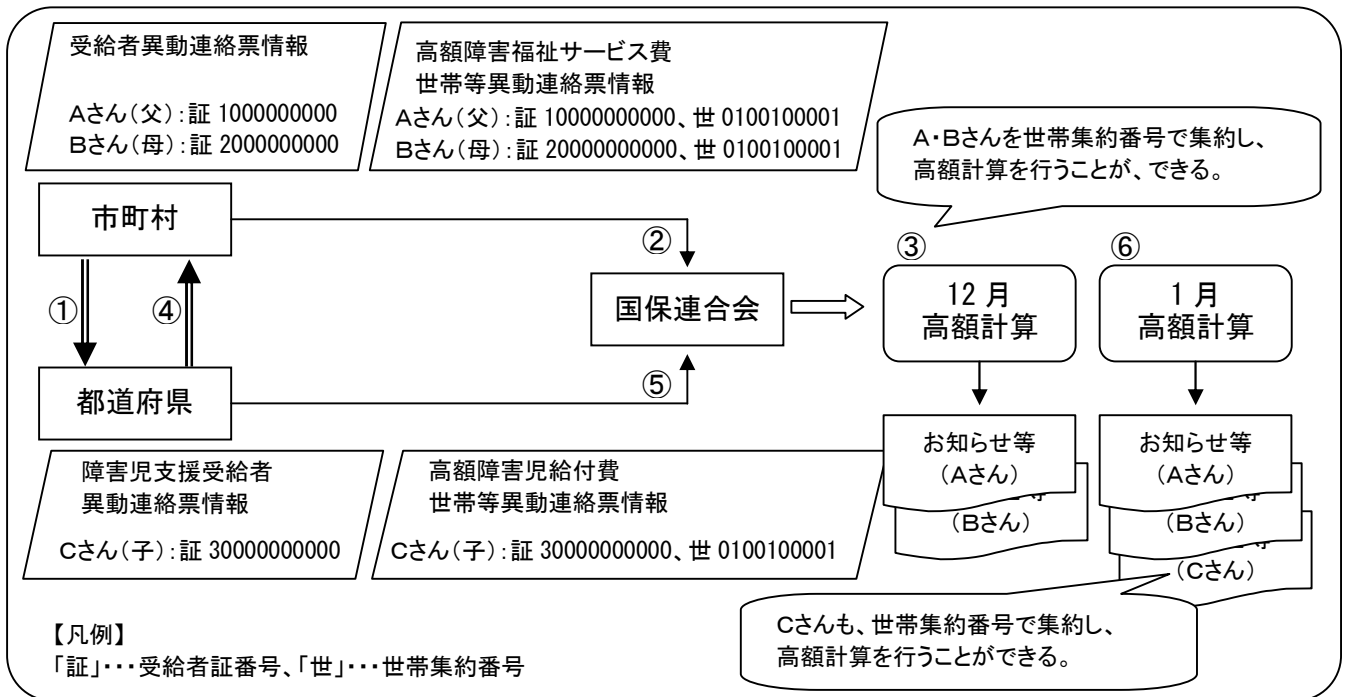 受給者異動連絡票情報
Aさん(父):証 1000000000
Bさん(母):証 2000000000
高額障害福祉サービス費
世帯等異動連絡票情報
Aさん(父):証 10000000000、世 0100100001
Bさん(母):証 20000000000、世 0100100001
A・Bさんを世帯集約番号で集約し、
高額計算を行うことが、できる。
市町村
①
④
都道府県
②
⑤
国保連合会
③
12 月
高額計算
⑥
1 月
高額計算
お知らせ等
(Aさん)
(Bさん)
お知らせ等
(Aさん)
(Bさん)
(Cさん)
障害児支援受給者
異動連絡票情報
Cさん(子):証 30000000000
高額障害児給付費
世帯等異動連絡票情報
Cさん(子):証 30000000000、世 0100100001
Cさんも、世帯集約番号で集約し、
高額計算を行うことができる。
【凡例】
「証」・・・受給者証番号、「世」・・・世帯集約番号